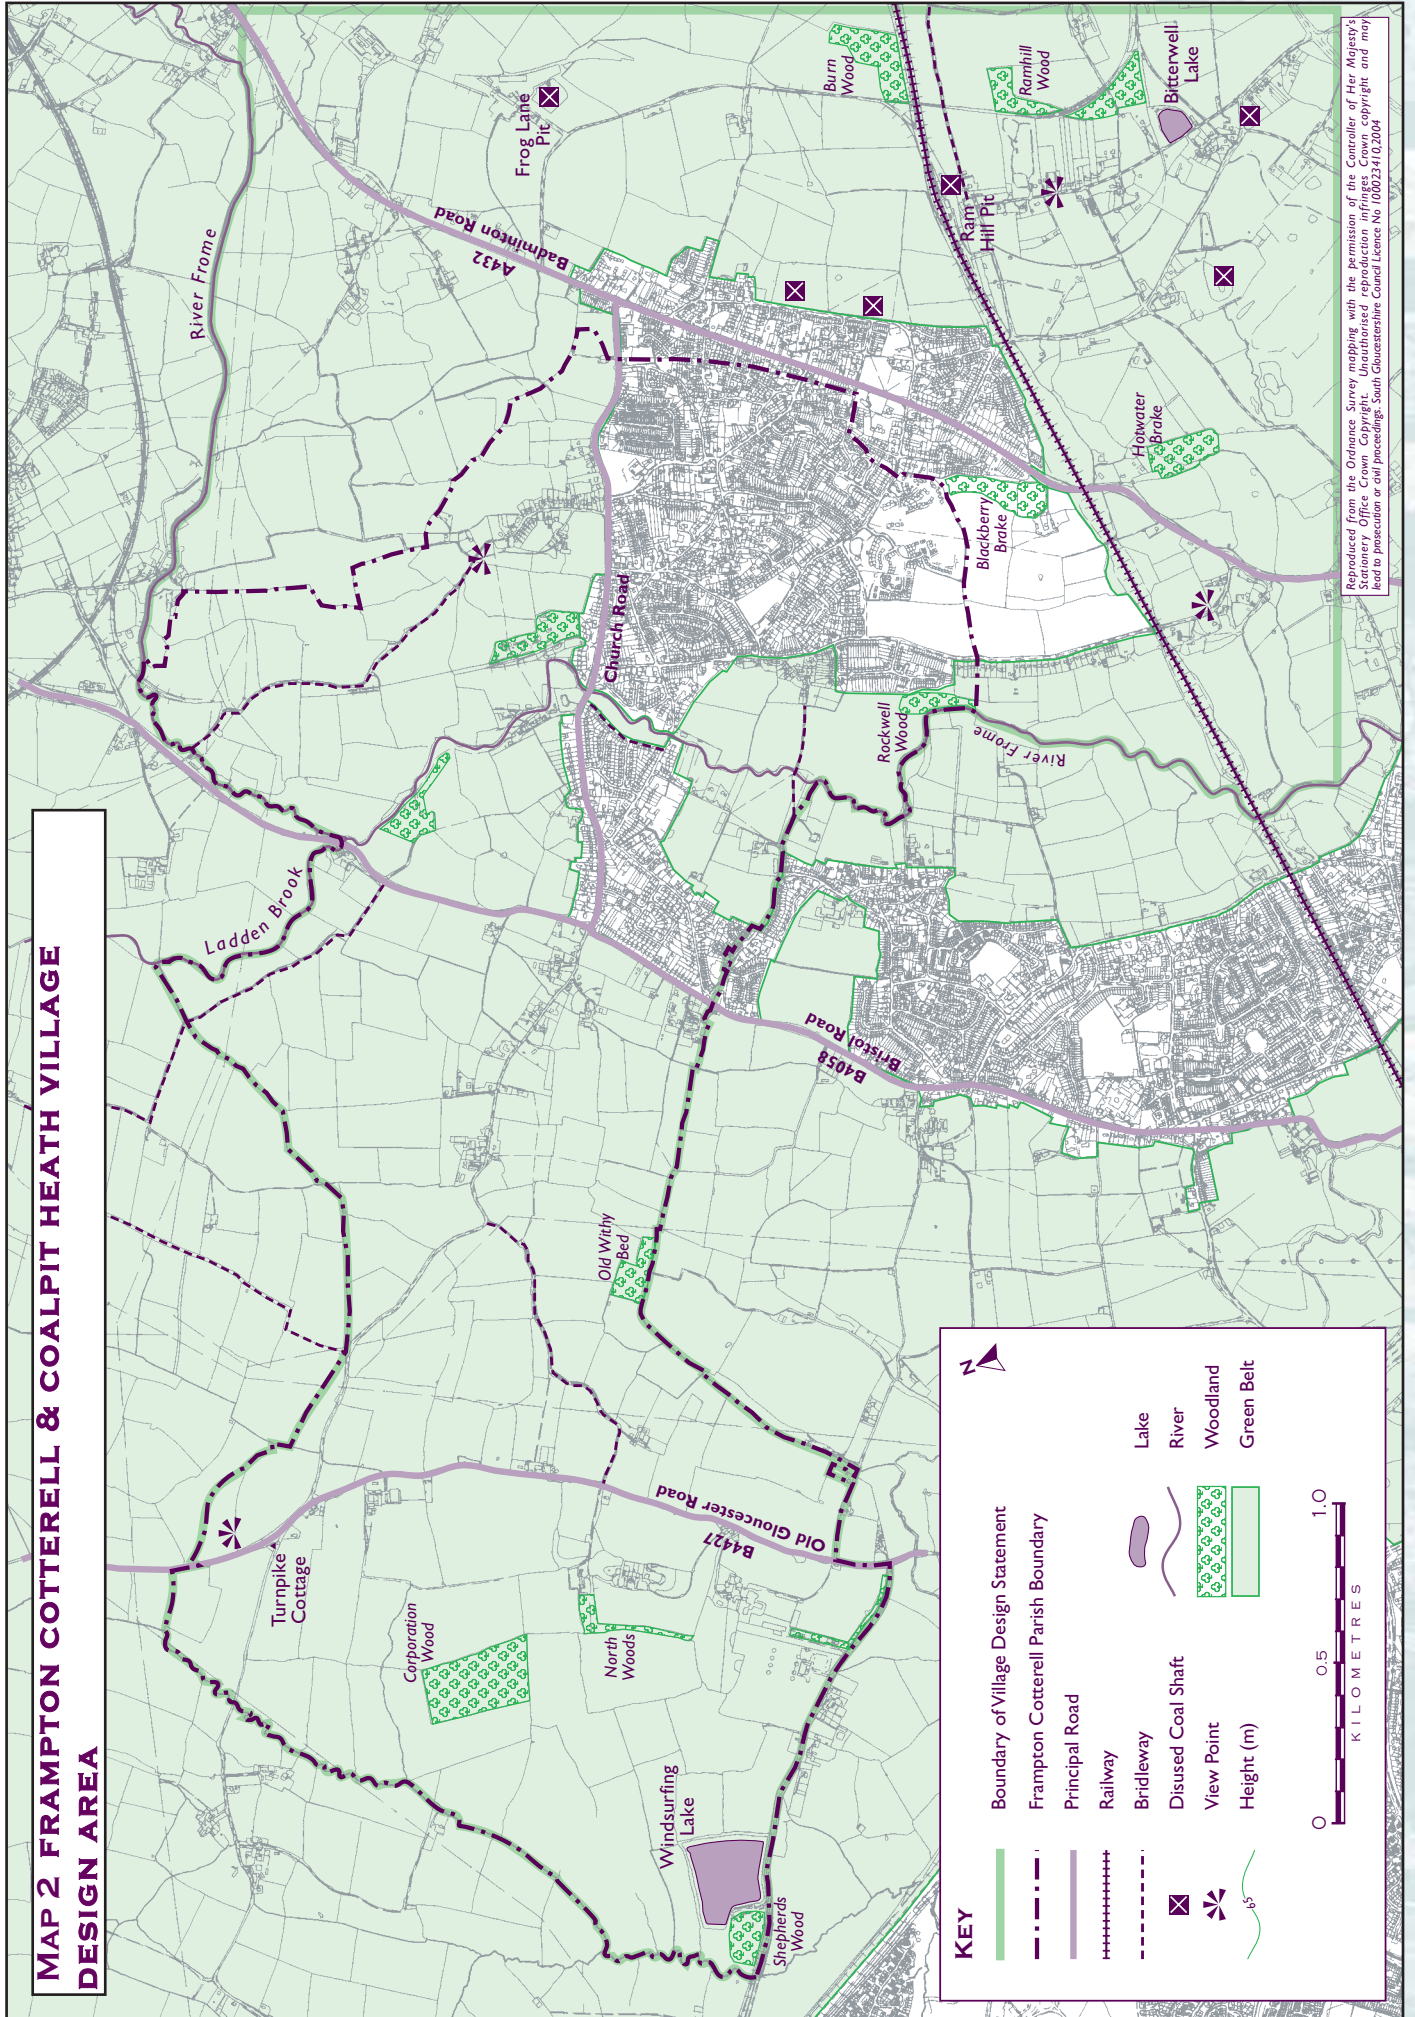 MAP 2 FRAMPTON COTTERELL & COALPIT HEATH VILLAGE
DESIGN AREA
River Frome
Frog Lane
Pit
Burn
Wood
Ramhill
Wood
Bitterwell
Lake
Ram
Hill Pit
A432
Badminton Road
Hotwater
Brake
Blackberry
Brake
Church Road
Rockwell
Wood
River Frome
Ladden Brook
B4058
Bristol Road
Old Withy
Bed
Turnpike
Cottage
B4427
Old Gloucester Road
Corporation
Wood
North
Woods
Windsurfing
Lake
Shepherds
Wood
KEY
Boundary of Village Design Statement
Frampton Cotterell Parish Boundary
Principal Road
Railway
Bridleway
Disused Coal Shaft
View Point
65
Height (m)
Lake
River
Woodland
Green Belt
N
0
0.5
1.0
KILOMETRES
Reproduced from the Ordnance Survey mapping with the permission of the Controller of Her Majesty's
Stationery Office Crown Copyright. Unauthorised reproduction infringes Crown copyright and may
lead to prosecution or civil proceedings. South Gloucestershire Council Licence No 100023410,2004